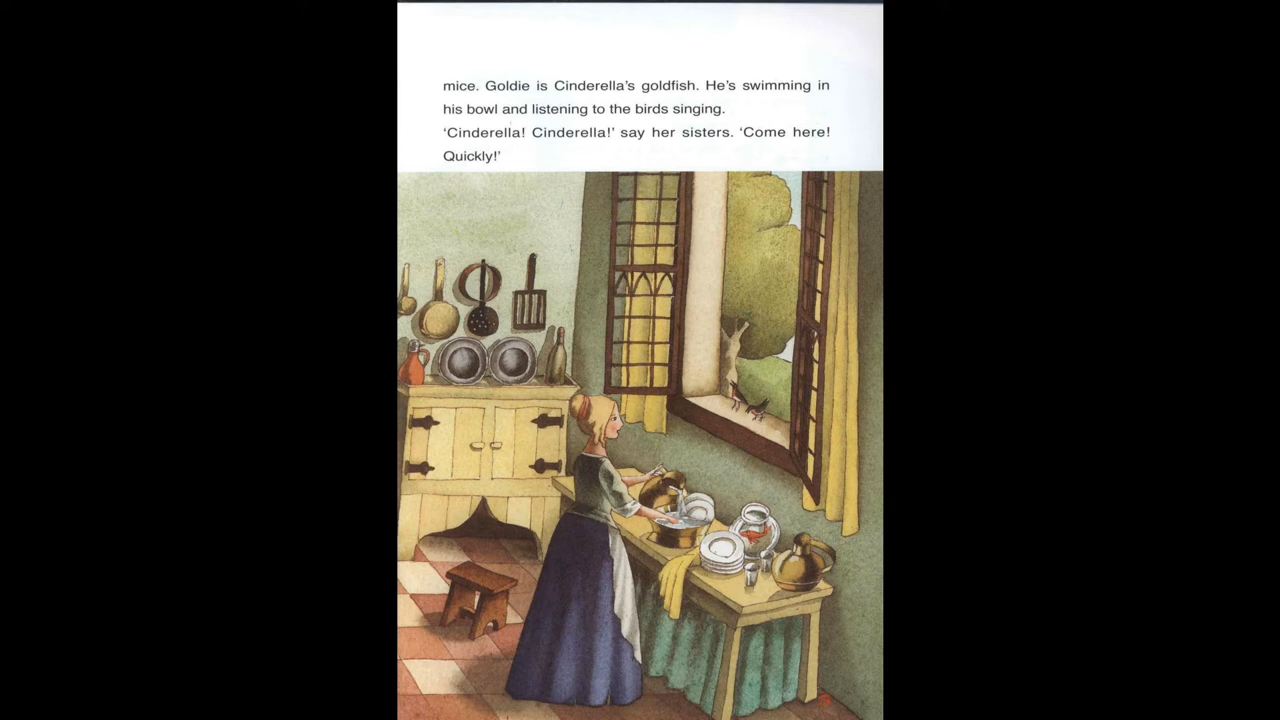 mice. Goldie is Cinderella's goldfish. He's swimming in
his bowl and listening to the birds singing.
‘Cinderella! Cinderella!’ say her sisters. ‘Come here!
Quickly!’